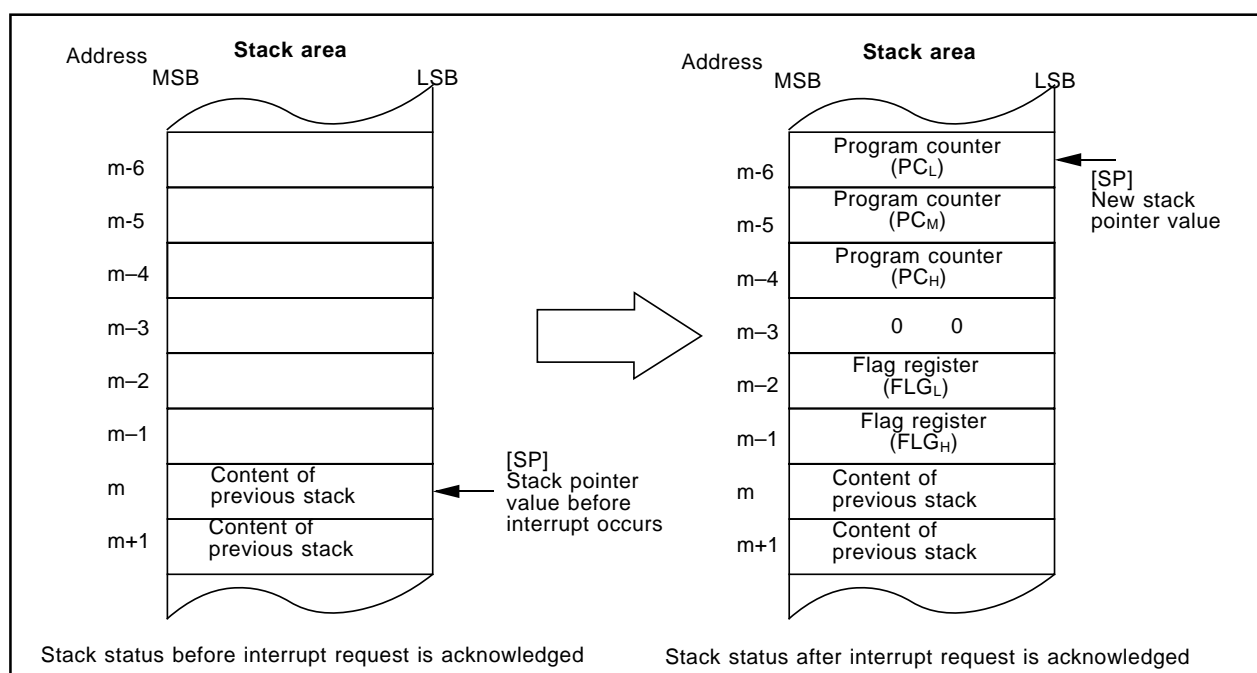 Stack area
Address
MSB
LSB
m-6
m-5
m–4
m–3
m–2
m–1
m
Content of
previous stack
m+1
Content of
previous stack
[SP]
Stack pointer
value before
interrupt occurs
Stack status before interrupt request is acknowledged
Stack area
Address
MSB
LSB
m-6
Program counter
(PCL)
[SP]
New stack
pointer value
m-5
Program counter
(PCM)
m–4
Program counter
(PCH)
m–3
0 0
m–2
Flag register
(FLGL)
m–1
Flag register
(FLGH)
m
Content of
previous stack
m+1
Content of
previous stack
Stack status after interrupt request is acknowledged